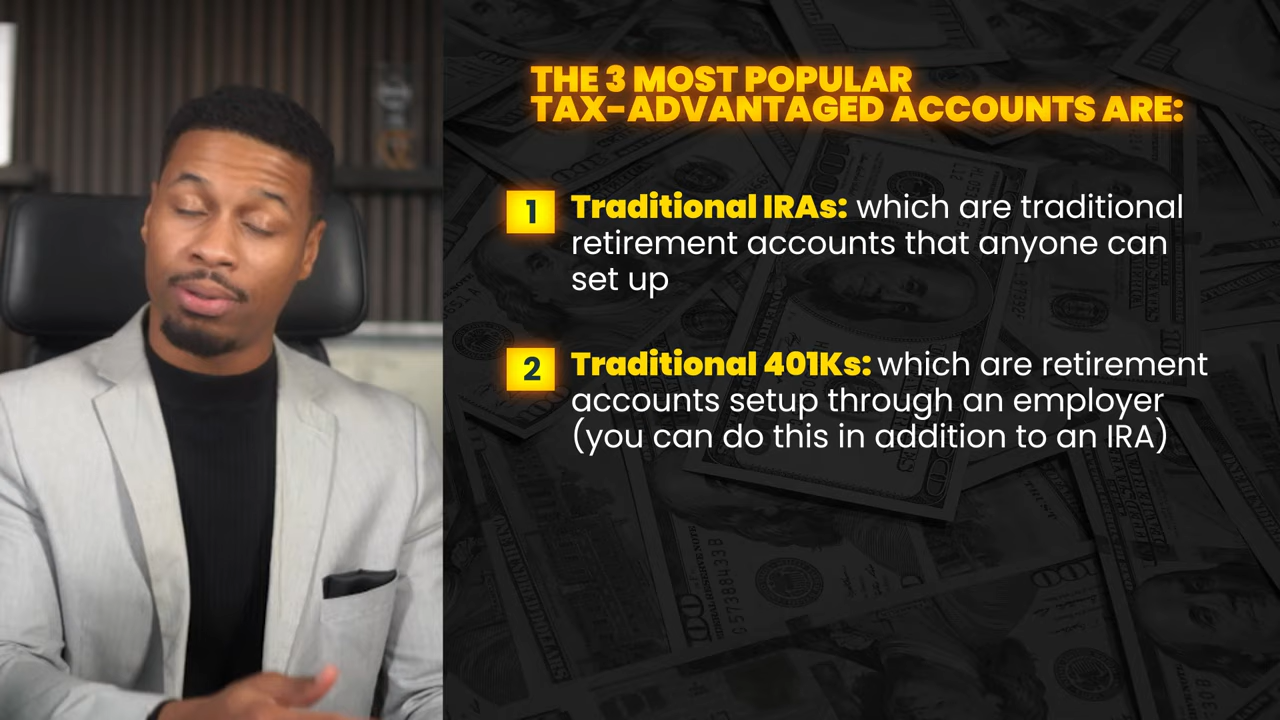 THE 3 MOST POPULAR
TAX-ADVANTAGED ACCOUNTS ARE:
1 Traditional IRAs: which are traditional
retirement accounts that anyone can
set up
2 Traditional 401Ks: which are retirement
accounts setup through an employer
(you can do this in addition to an IRA)